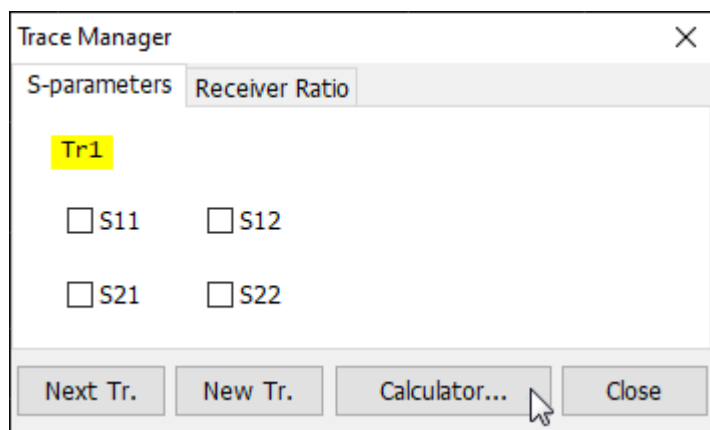 Trace Manager
S-parameters Receiver Ratio
Tr1
S11 S12
S21 S22
Next Tr. New Tr. Calculator... Close